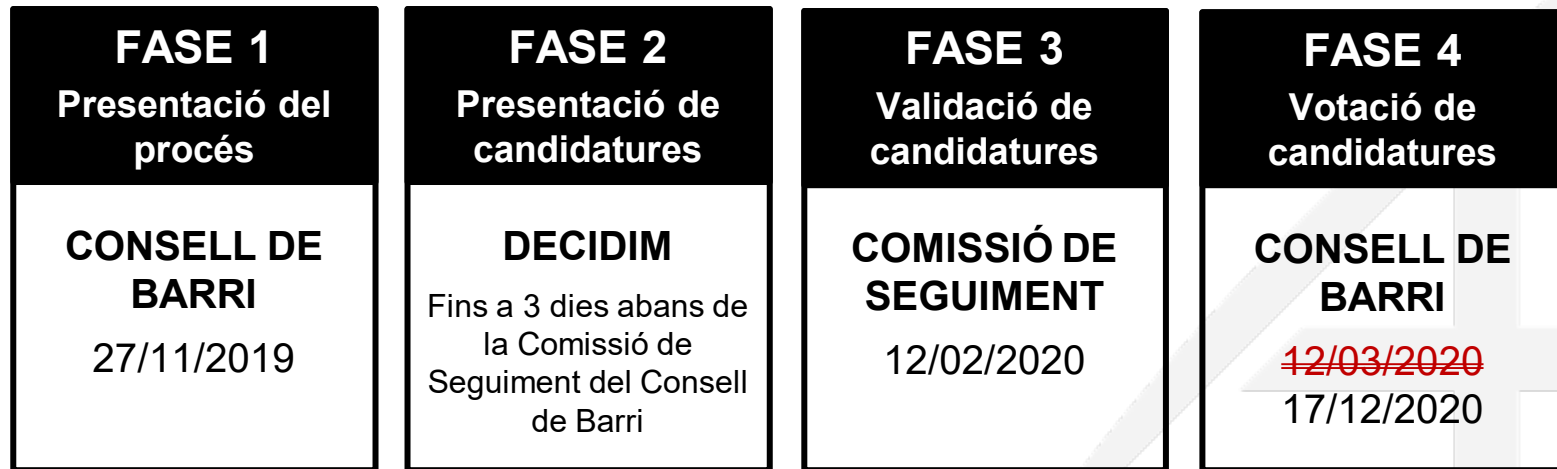 FASE 1
Presentació del
procés
CONSELL DE
BARRI
27/11/2019
FASE 2
Presentació de
candidatures
DECIDIM
Fins a 3 dies abans de
la Comissió de
Seguiment del Consell
de Barri
FASE 3
Validació de
candidatures
COMISSIÓ DE
SEGUIMENT
12/02/2020
FASE 4
Votació de
candidatures
CONSELL DE
BARRI
12/03/2020
17/12/2020